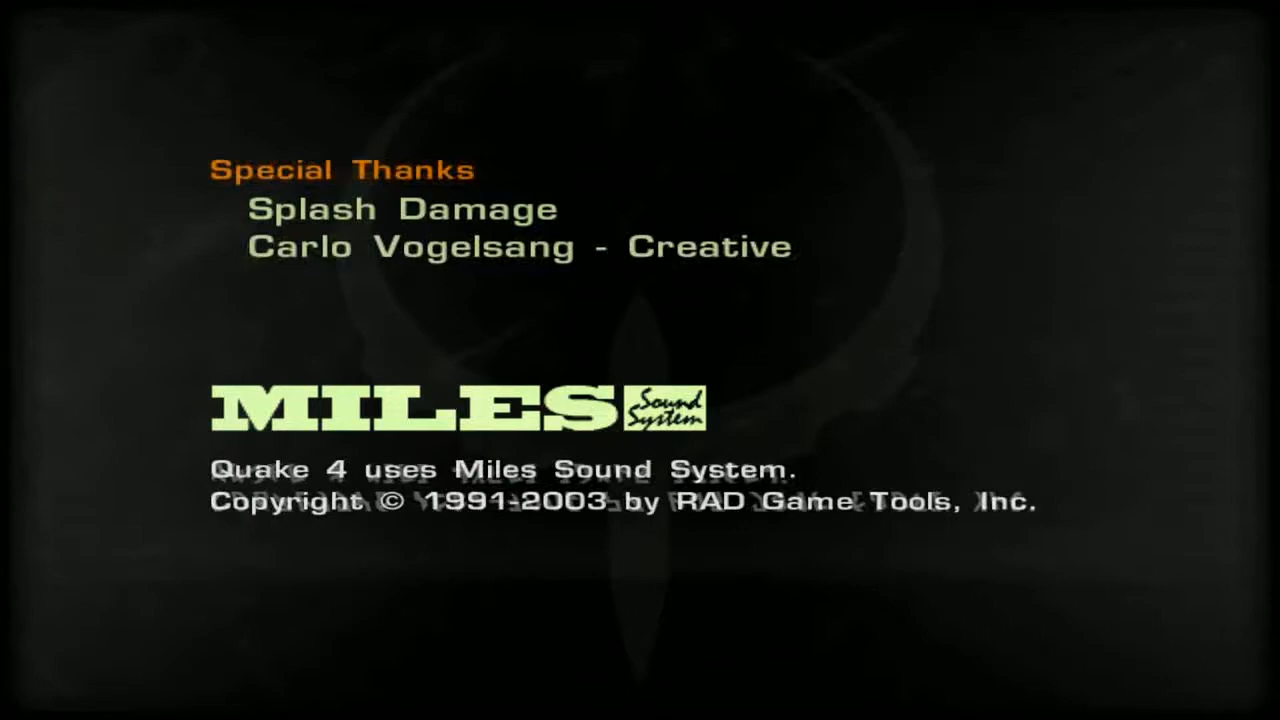 Special Thanks
Splash Damage
Carlo Vogelsang - Creative
MILES Sound System
Quake 4 uses Miles Sound System.
Copyright © 1991-2003 by RAD Game Tools, Inc.